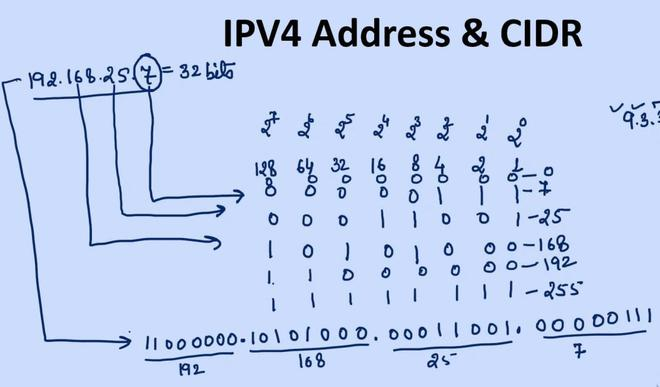 IPV4 Address & CIDR
192.168.25.7 = 32 bits
9.3.
2^7 2^6 2^5 2^4 2^3 2^2 2^1 2^0
128 64 32 16 8 4 2 1
0 0 0 0 0 0 0 0 - 0
0 0 0 0 0 1 1 1 - 7
0 0 0 1 1 0 0 1 - 25
1 0 1 0 1 0 0 0 - 168
1 1 0 0 0 0 0 0 - 192
1 1 1 1 1 1 1 1 - 255
11000000.10101000.00011001.00000111
192 168 25 7